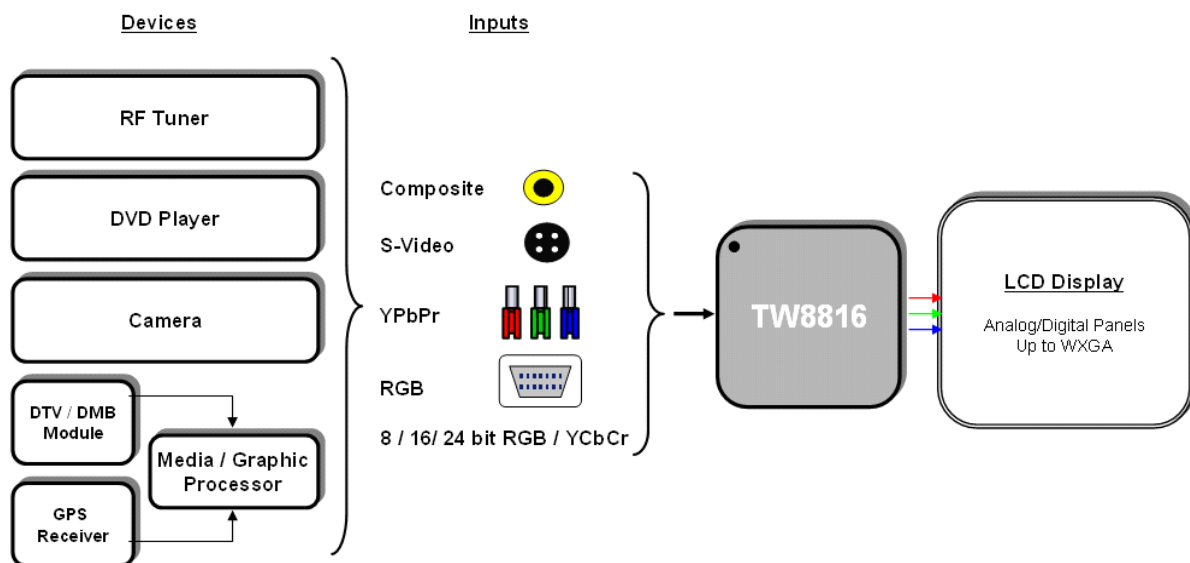 Devices
Inputs
RF Tuner
DVD Player
Camera
DTV / DMB
Module
Media / Graphic
Processor
GPS
Receiver
Composite
S-Video
YPbPr
RGB
8 / 16/ 24 bit RGB / YCbCr
TW8816
LCD Display
Analog/Digital Panels
Up to WXGA